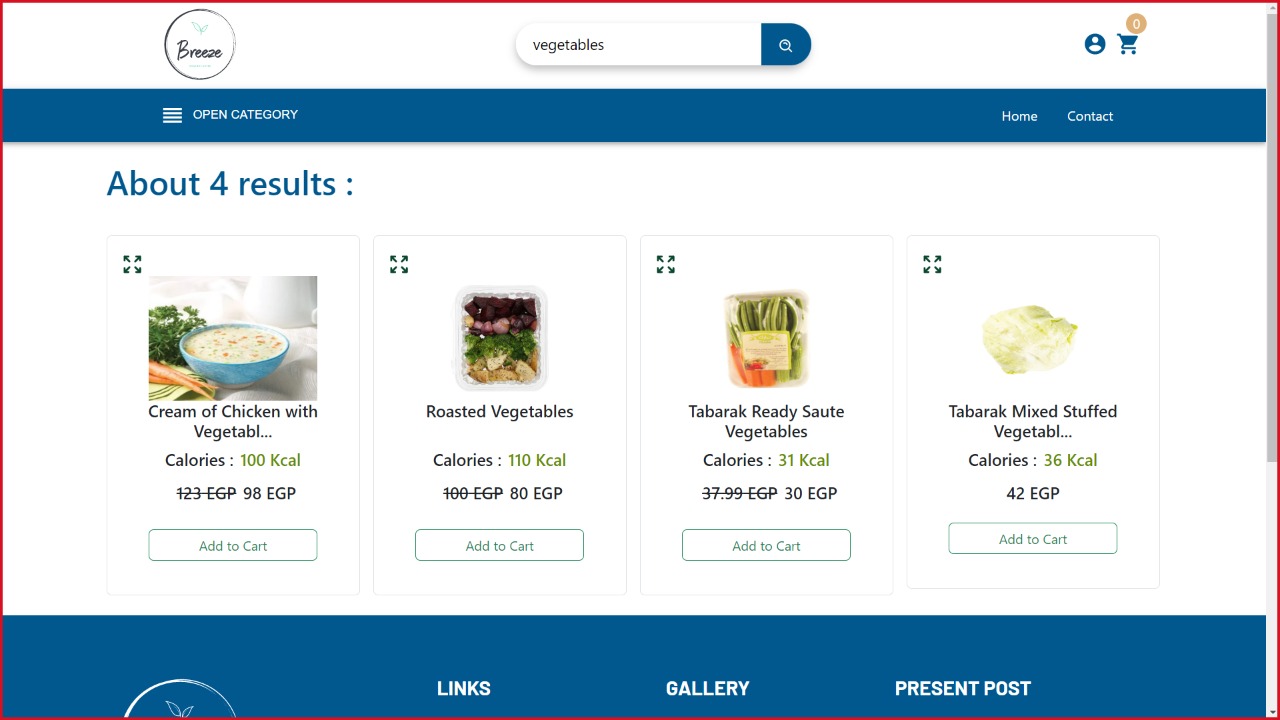 Breeze
vegetables
0
OPEN CATEGORY
Home
Contact
About 4 results :
Cream of Chicken with
Vegetabl...
Calories : 100 Kcal
123 EGP 98 EGP
Add to Cart
Roasted Vegetables
Calories : 110 Kcal
100 EGP 80 EGP
Add to Cart
Tabarak Ready Saute
Vegetables
Calories : 31 Kcal
37.99 EGP 30 EGP
Add to Cart
Tabarak Mixed Stuffed
Vegetabl...
Calories : 36 Kcal
42 EGP
Add to Cart
LINKS
GALLERY
PRESENT POST